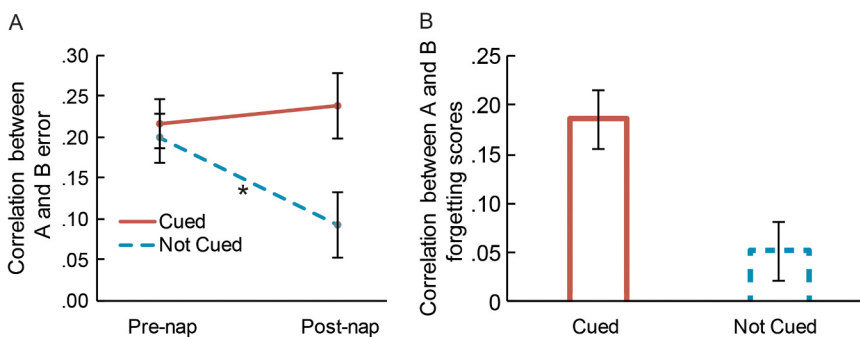 A
Correlation between
A and B error
.30
.25
.20
.15
.10
.05
.00
*
Cued
Not Cued
Pre-nap
Post-nap
B
Correlation between A and B
forgetting scores
.25
.20
.15
.10
.05
0
Cued
Not Cued